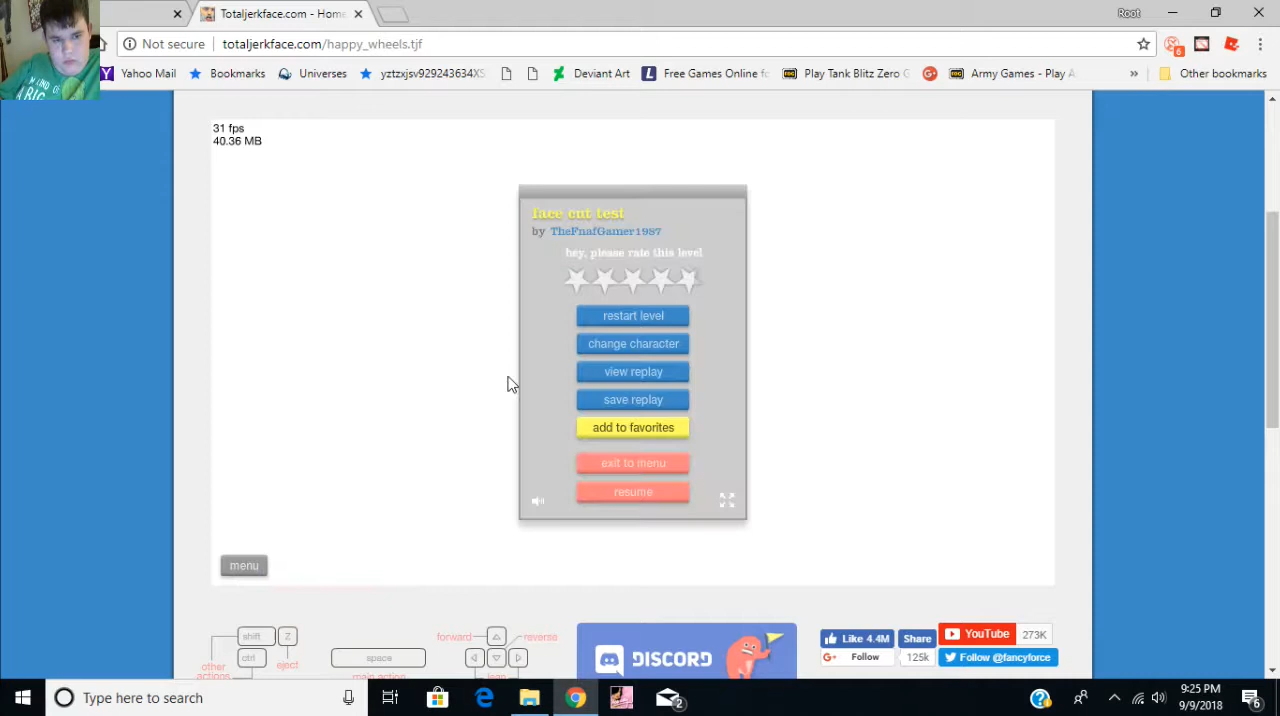 Totaljerkface.com - Home
Root
Not secure
totaljerkface.com/happy_wheels.tjf
6
Yahoo Mail
Bookmarks
Universes
yztzxjsv929243634XS
Deviant Art
Free Games Online fo
Play Tank Blitz Zero G
Army Games - Play A
»
Other bookmarks
31 fps
40.36 MB
face cut test
by TheFnafGamer1987
hey, please rate this level
restart level
change character
view replay
save replay
add to favorites
exit to menu
resume
menu
shift
Z
ctrl
eject
other
actions
space
main action
forward
reverse
DISCORD
Like 4.4M
Share
YouTube
273K
G+ Follow
125k
Follow @fancyforce
Type here to search
2
9:25 PM
9/9/2018
6